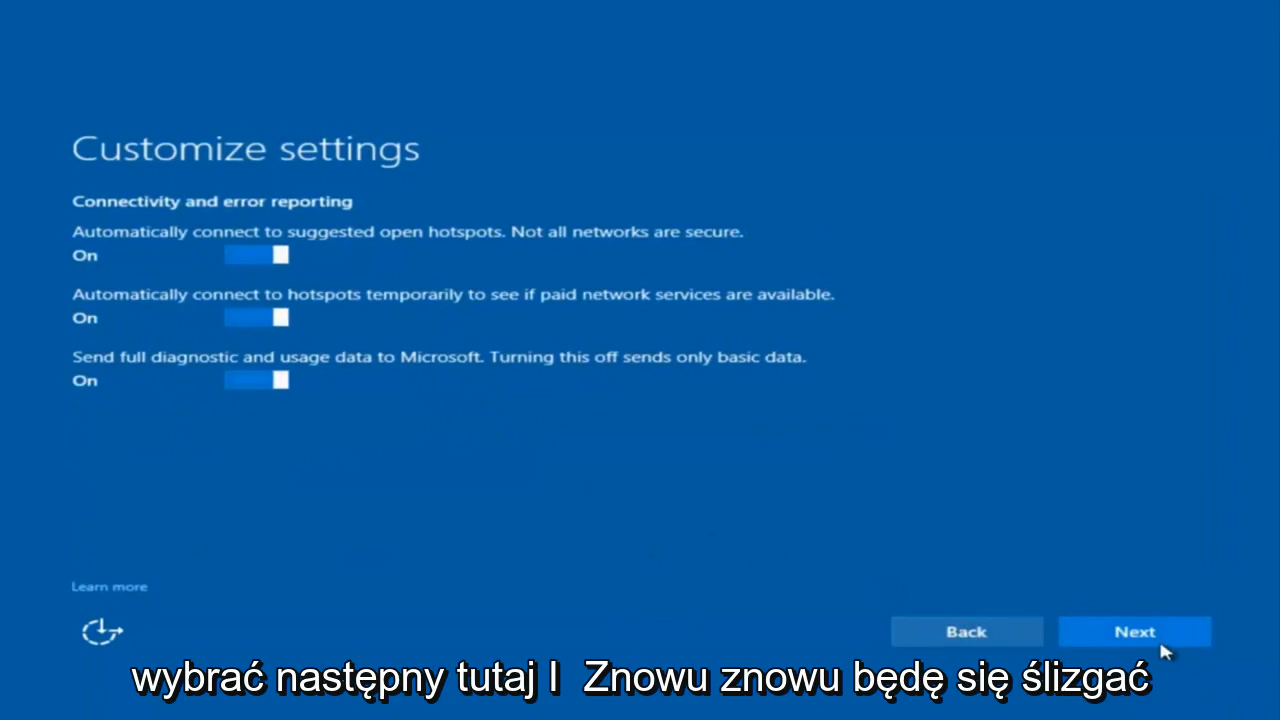 Customize settings
Connectivity and error reporting
Automatically connect to suggested open hotspots. Not all networks are secure.
On
Automatically connect to hotspots temporarily to see if paid network services are available.
On
Send full diagnostic and usage data to Microsoft. Turning this off sends only basic data.
On
Learn more
Back
Next
wybrać następny tutaj I Znowu znowu będę się ślizgać